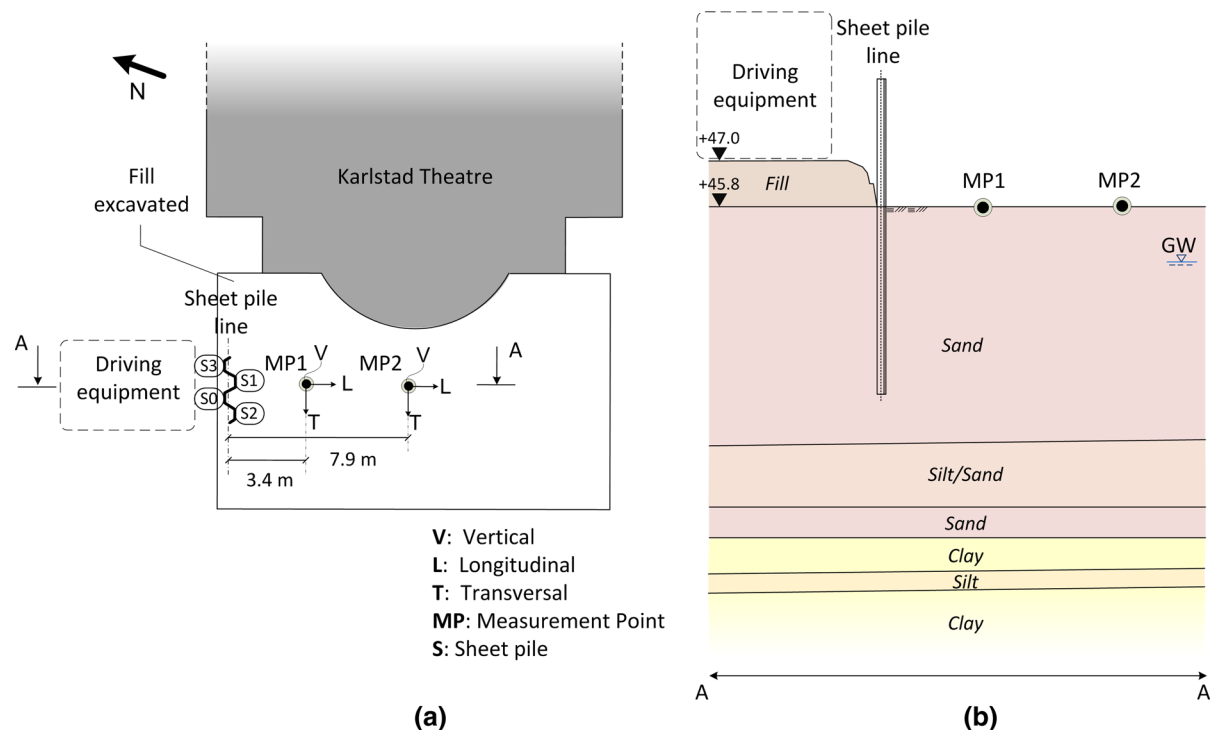 N
Karlstad Theatre
Fill
excavated
Sheet pile
line
A
A
Driving
equipment
S3
S1
S0
S2
MP1
V
L
T
MP2
V
L
T
7.9 m
3.4 m
V: Vertical
L: Longitudinal
T: Transversal
MP: Measurement Point
S: Sheet pile
(a)
Sheet pile
line
Driving
equipment
+47.0
+45.8
Fill
MP1
MP2
GW
Sand
Silt/Sand
Sand
Clay
Silt
Clay
A
A
(b)